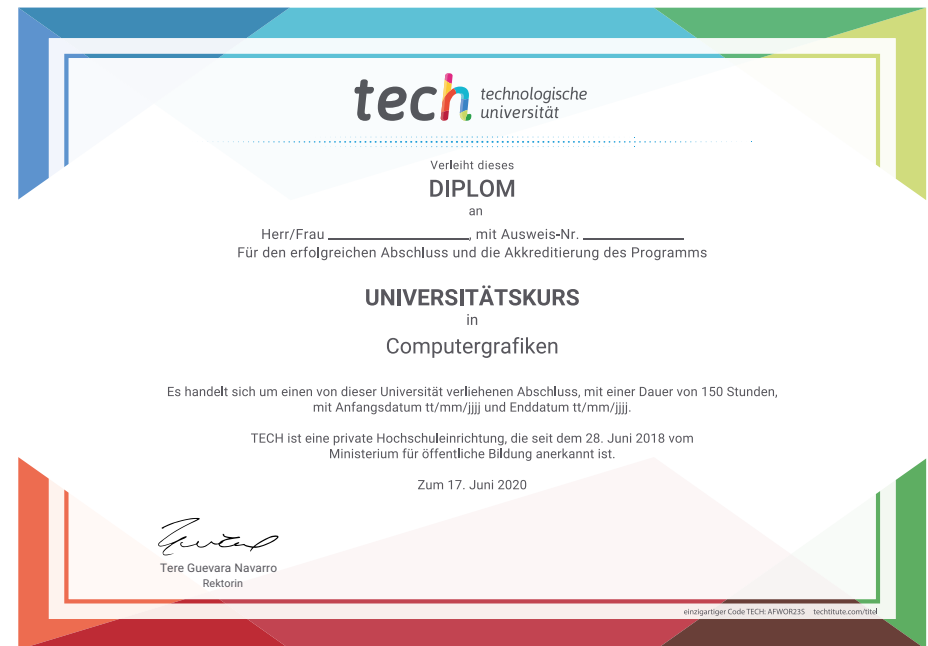 tech technologische
universität
Verleiht dieses
DIPLOM
an
Herr/Frau ____________, mit Ausweis-Nr. ____________
Für den erfolgreichen Abschluss und die Akkreditierung des Programms
UNIVERSITÄTSKURS
in
Computergrafiken
Es handelt sich um einen von dieser Universität verliehenen Abschluss, mit einer Dauer von 150 Stunden,
mit Anfangsdatum tt/mm/jjjj und Enddatum tt/mm/jjjj.
TECH ist eine private Hochschuleinrichtung, die seit dem 28. Juni 2018 vom
Ministerium für öffentliche Bildung anerkannt ist.
Zum 17. Juni 2020
Tere Guevara Navarro
Rektorin
einzigartiger Code TECH: AFWOR23S techtitute.com/titel